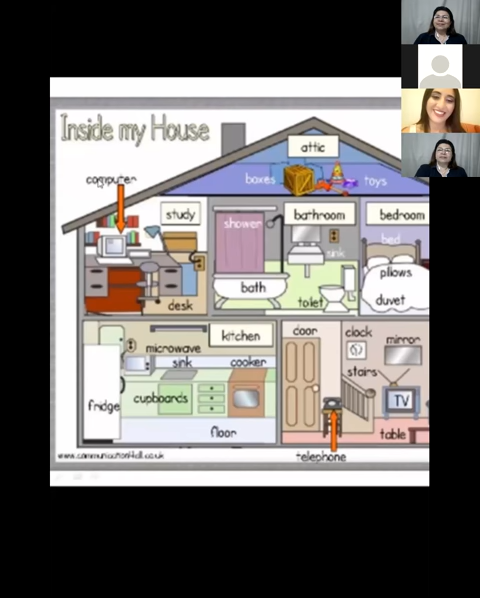 Inside my House
attic
boxes
toys
computer
study
shower
bathroom
bedroom
sink
bed
pillows
bath
duvet
desk
toilet
kitchen
door
clock
mirror
microwave
sink
cooker
stairs
fridge
cupboards
TV
floor
table
www.communication4all.co.uk
telephone